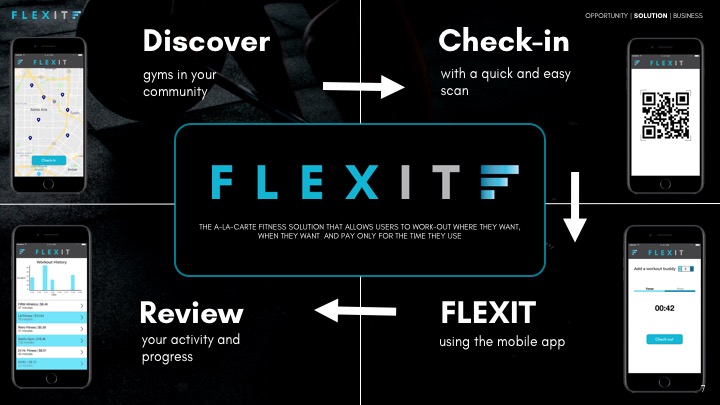 FLEXIT
OPPORTUNITY | SOLUTION | BUSINESS
Discover
gyms in your
community
Check-in
with a quick and easy
scan
FLEXIT
Santa Ana
Check-in
FLEXIT
FLEXIT
THE A-LA-CARTE FITNESS SOLUTION THAT ALLOWS USERS TO WORK-OUT WHERE THEY WANT,
WHEN THEY WANT AND PAY ONLY FOR THE TIME THEY USE
FLEXIT
Workout History
FLEXIT
Add a workout buddy
00:42
Check out
Review
your activity and
progress
FLEXIT
using the mobile app
7